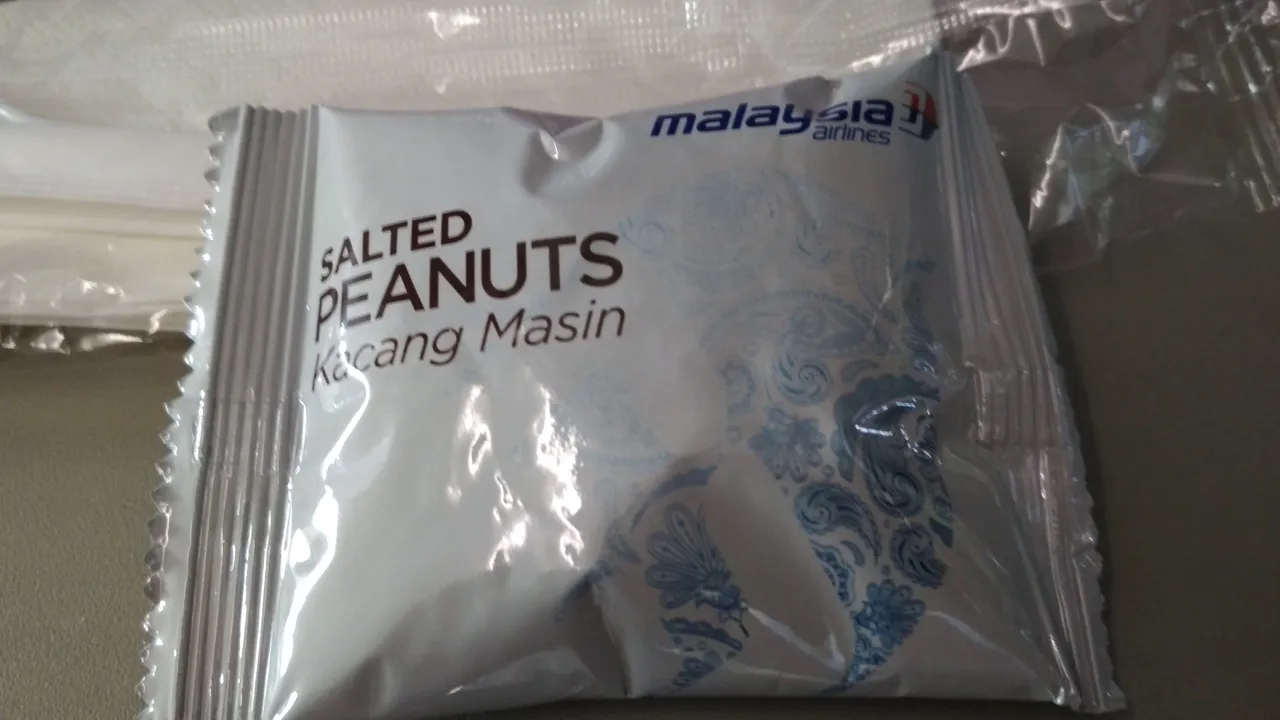 malaysia
airlines
SALTED
PEANUTS
Kacang Masin